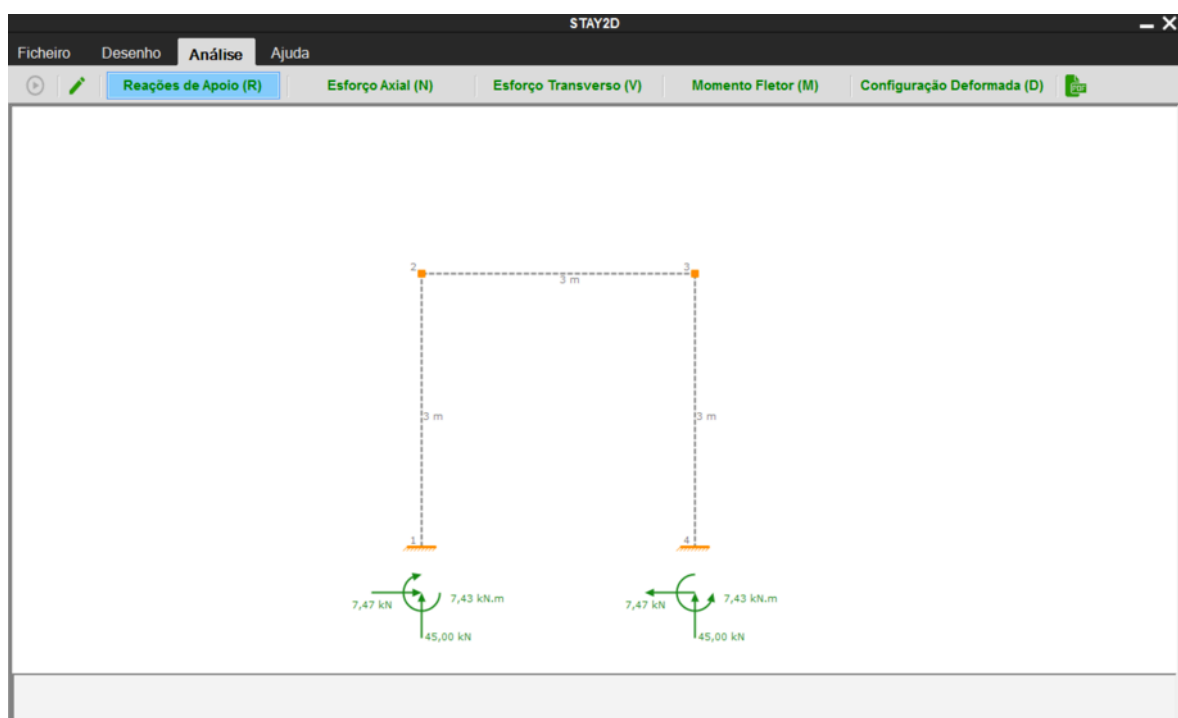 STAY2D
Ficheiro Desenho Análise Ajuda
Reações de Apoio (R) Esforço Axial (N) Esforço Transverso (V) Momento Fletor (M) Configuração Deformada (D) PDF
2 3
3 m
3 m 3 m
1 4
7,47 kN 7,43 kN.m 7,47 kN 7,43 kN.m
45,00 kN 45,00 kN